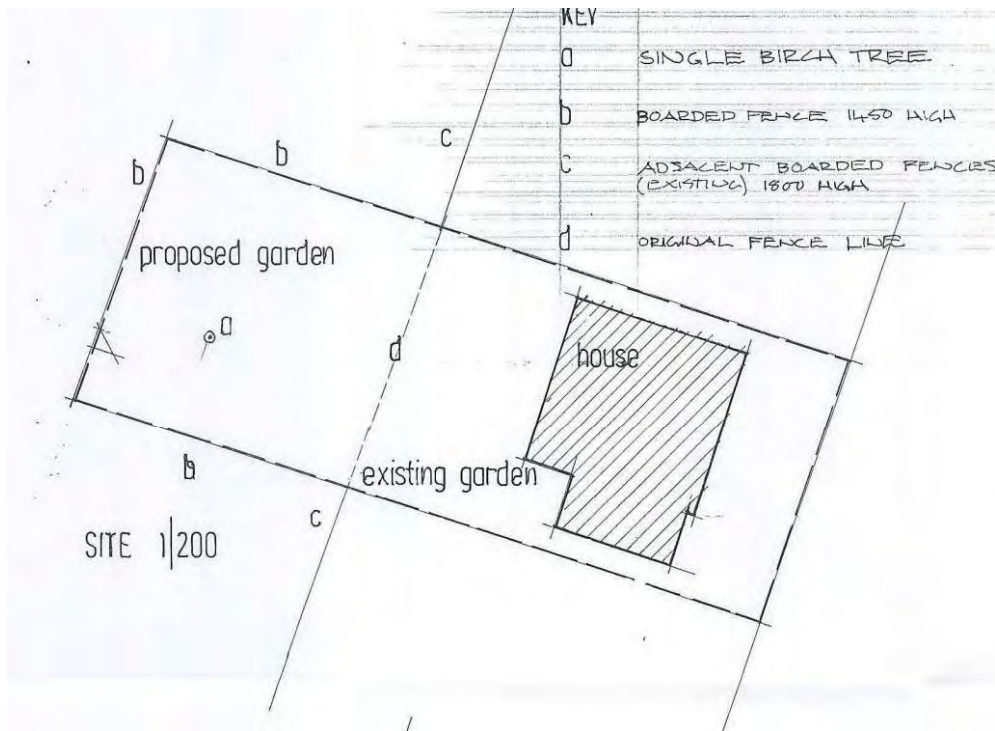 KEY
a SINGLE BIRCH TREE
b BOARDED FENCE 1450 HIGH
c ADJACENT BOARDED FENCES
(EXISTING) 1800 HIGH
d ORIGINAL FENCE LINE
c
b
b
proposed garden
a
d
house
existing garden
b
c
SITE 1|200